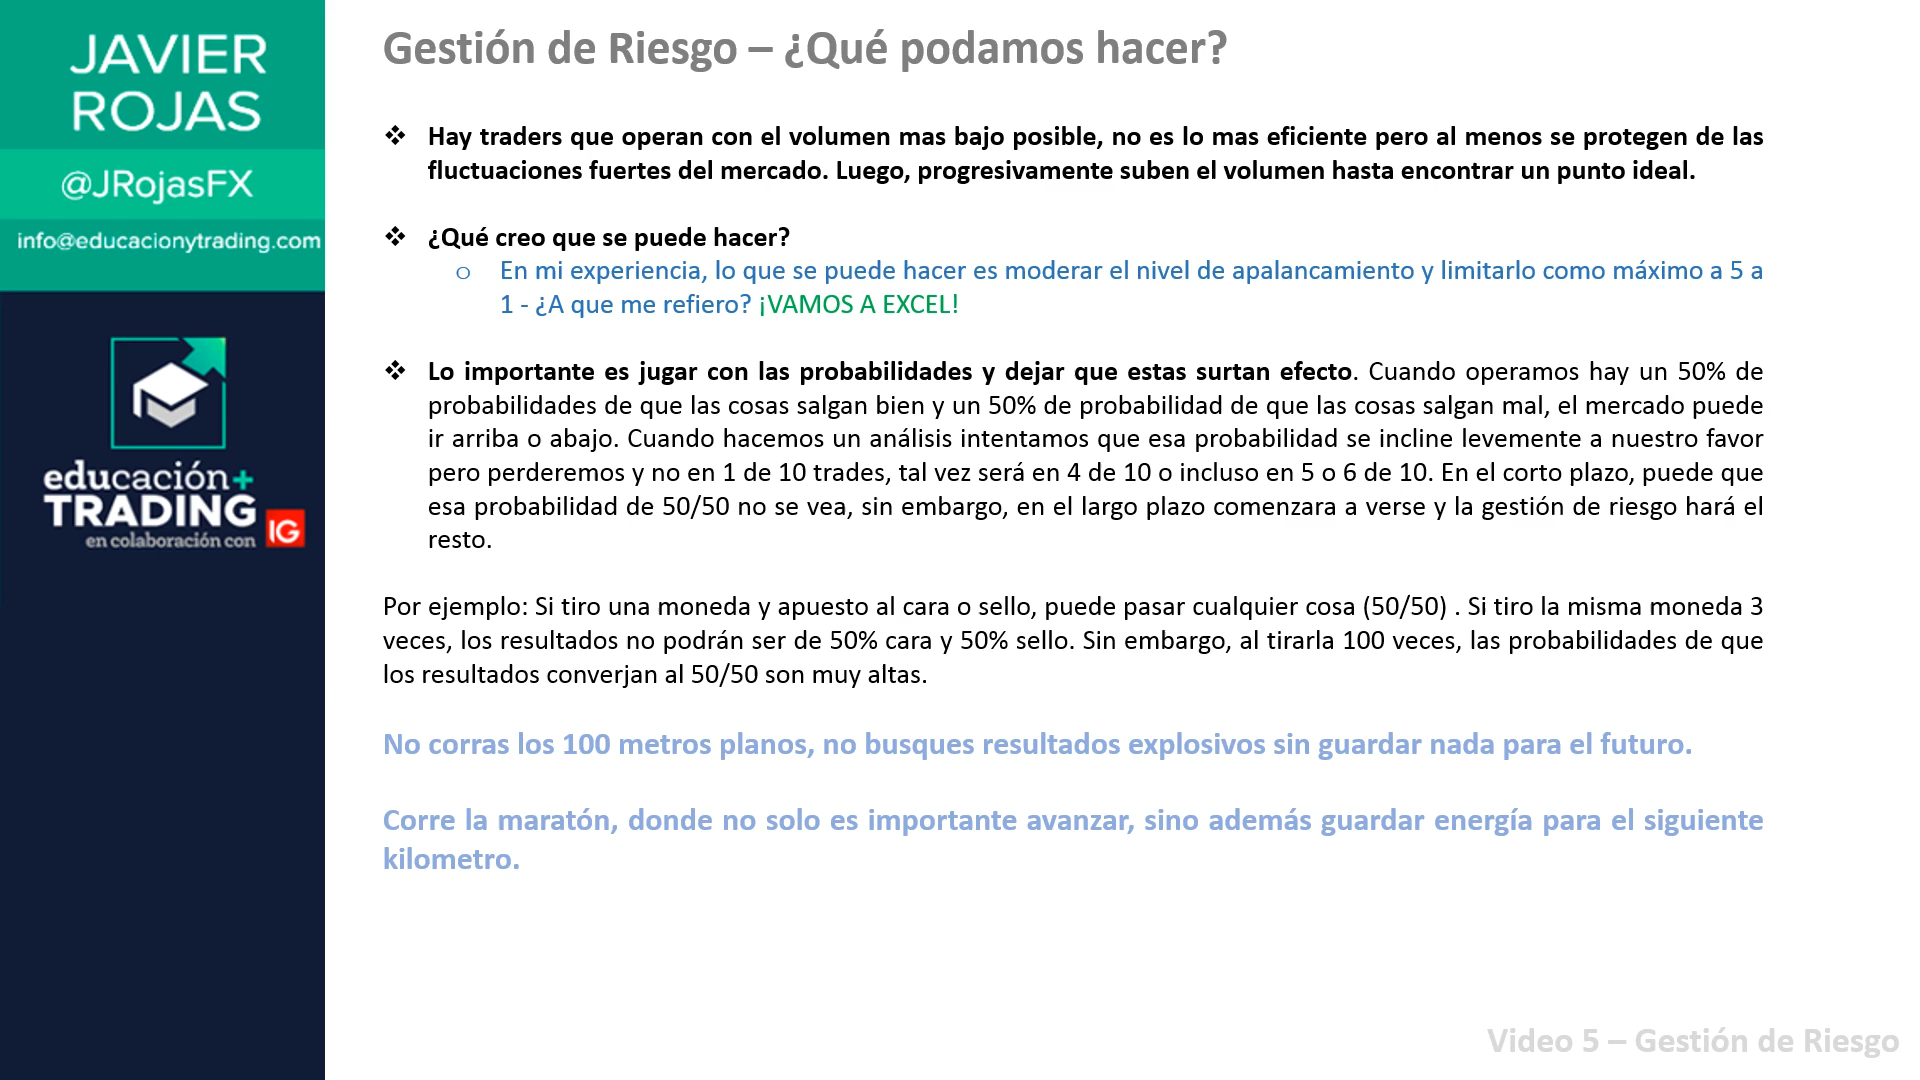 JAVIER
ROJAS
@JRojasFX
info@educacionytrading.com
educación+
TRADING
en colaboración con IG
Gestión de Riesgo – ¿Qué podamos hacer?
❖ Hay traders que operan con el volumen mas bajo posible, no es lo mas eficiente pero al menos se protegen de las
fluctuaciones fuertes del mercado. Luego, progresivamente suben el volumen hasta encontrar un punto ideal.
❖ ¿Qué creo que se puede hacer?
o En mi experiencia, lo que se puede hacer es moderar el nivel de apalancamiento y limitarlo como máximo a 5 a
1 - ¿A que me refiero? ¡VAMOS A EXCEL!
❖ Lo importante es jugar con las probabilidades y dejar que estas surtan efecto. Cuando operamos hay un 50% de
probabilidades de que las cosas salgan bien y un 50% de probabilidad de que las cosas salgan mal, el mercado puede
ir arriba o abajo. Cuando hacemos un análisis intentamos que esa probabilidad se incline levemente a nuestro favor
pero perderemos y no en 1 de 10 trades, tal vez será en 4 de 10 o incluso en 5 o 6 de 10. En el corto plazo, puede que
esa probabilidad de 50/50 no se vea, sin embargo, en el largo plazo comenzara a verse y la gestión de riesgo hará el
resto.
Por ejemplo: Si tiro una moneda y apuesto al cara o sello, puede pasar cualquier cosa (50/50) . Si tiro la misma moneda 3
veces, los resultados no podrán ser de 50% cara y 50% sello. Sin embargo, al tirarla 100 veces, las probabilidades de que
los resultados converjan al 50/50 son muy altas.
No corras los 100 metros planos, no busques resultados explosivos sin guardar nada para el futuro.
Corre la maratón, donde no solo es importante avanzar, sino además guardar energía para el siguiente
kilometro.
Video 5 – Gestión de Riesgo